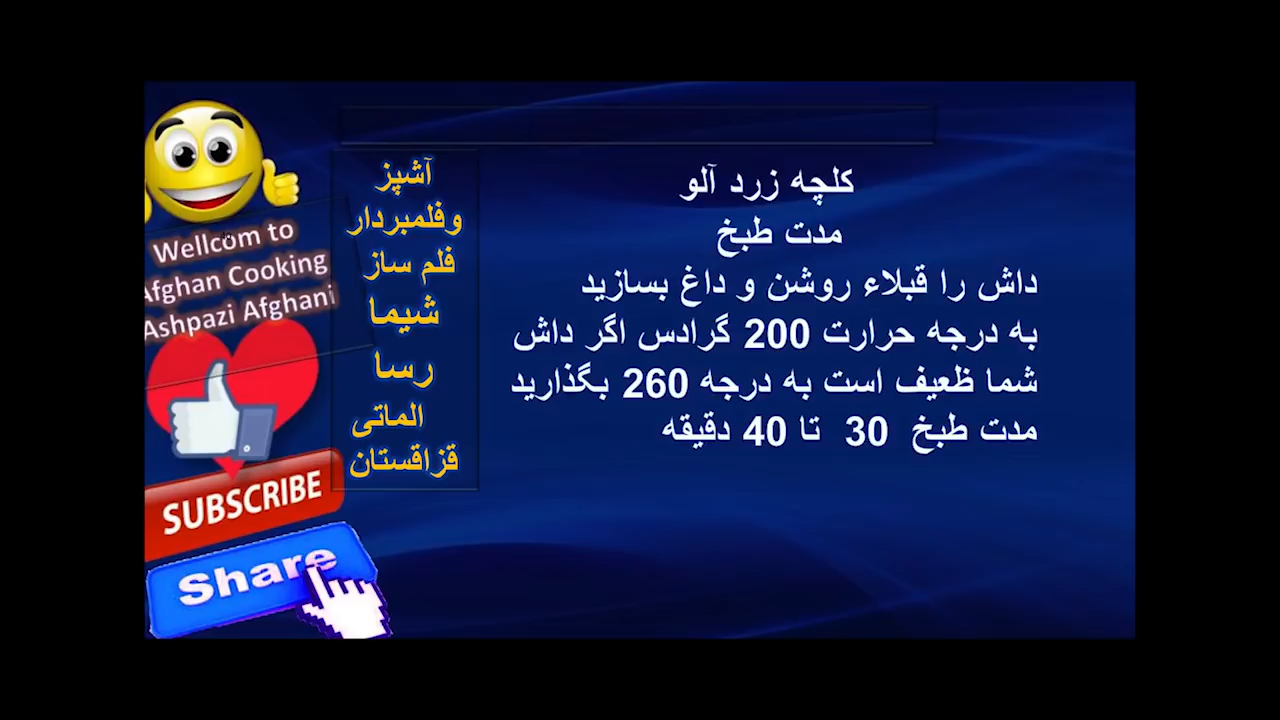 کلچه زرد آلو
مدت طبخ
داش را قبلاء روشن و داغ بسازید
به درجه حرارت 200 گرادس اگر داش
شما ظعیف است به درجه 260 بگذارید
مدت طبخ 30 تا 40 دقیقه
آشپز
وفلمبردار
فلم ساز
شیما
رسا
الماتی
قزاقستان
Wellcom to
Afghan Cooking
Ashpazi Afghani
SUBSCRIBE
Share